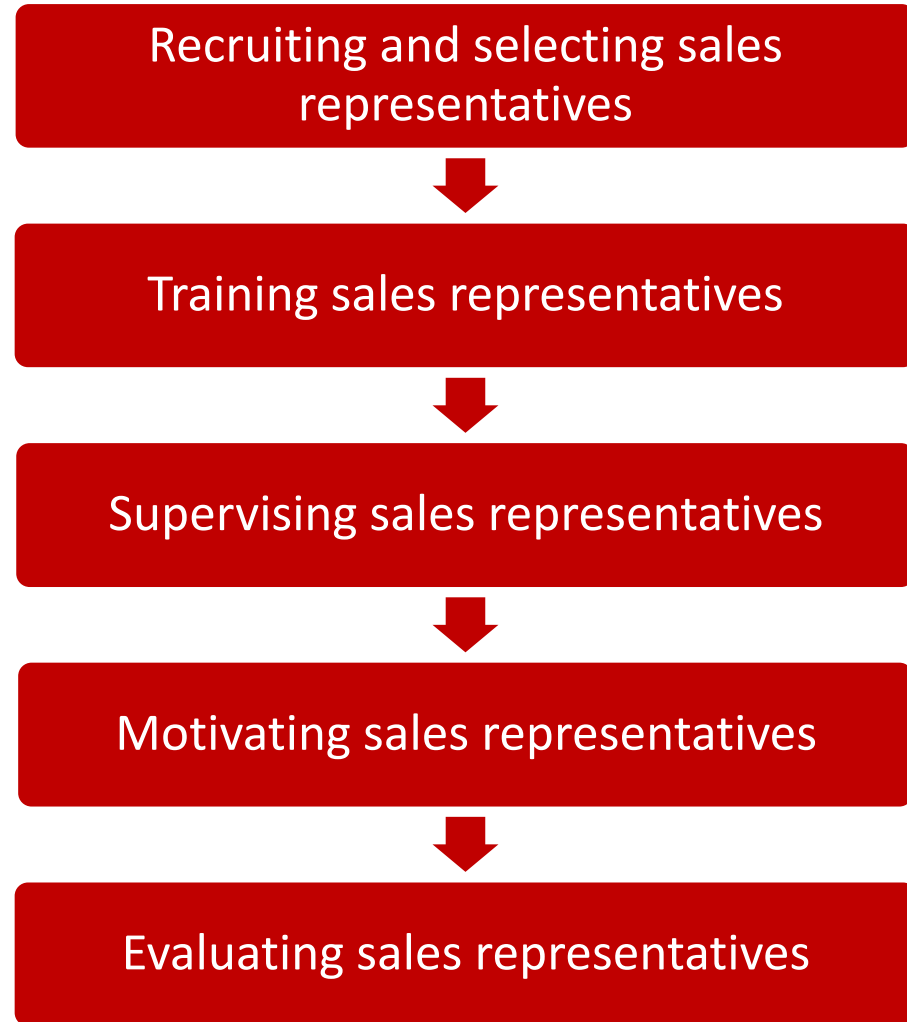 Recruiting and selecting sales
representatives
Training sales representatives
Supervising sales representatives
Motivating sales representatives
Evaluating sales representatives